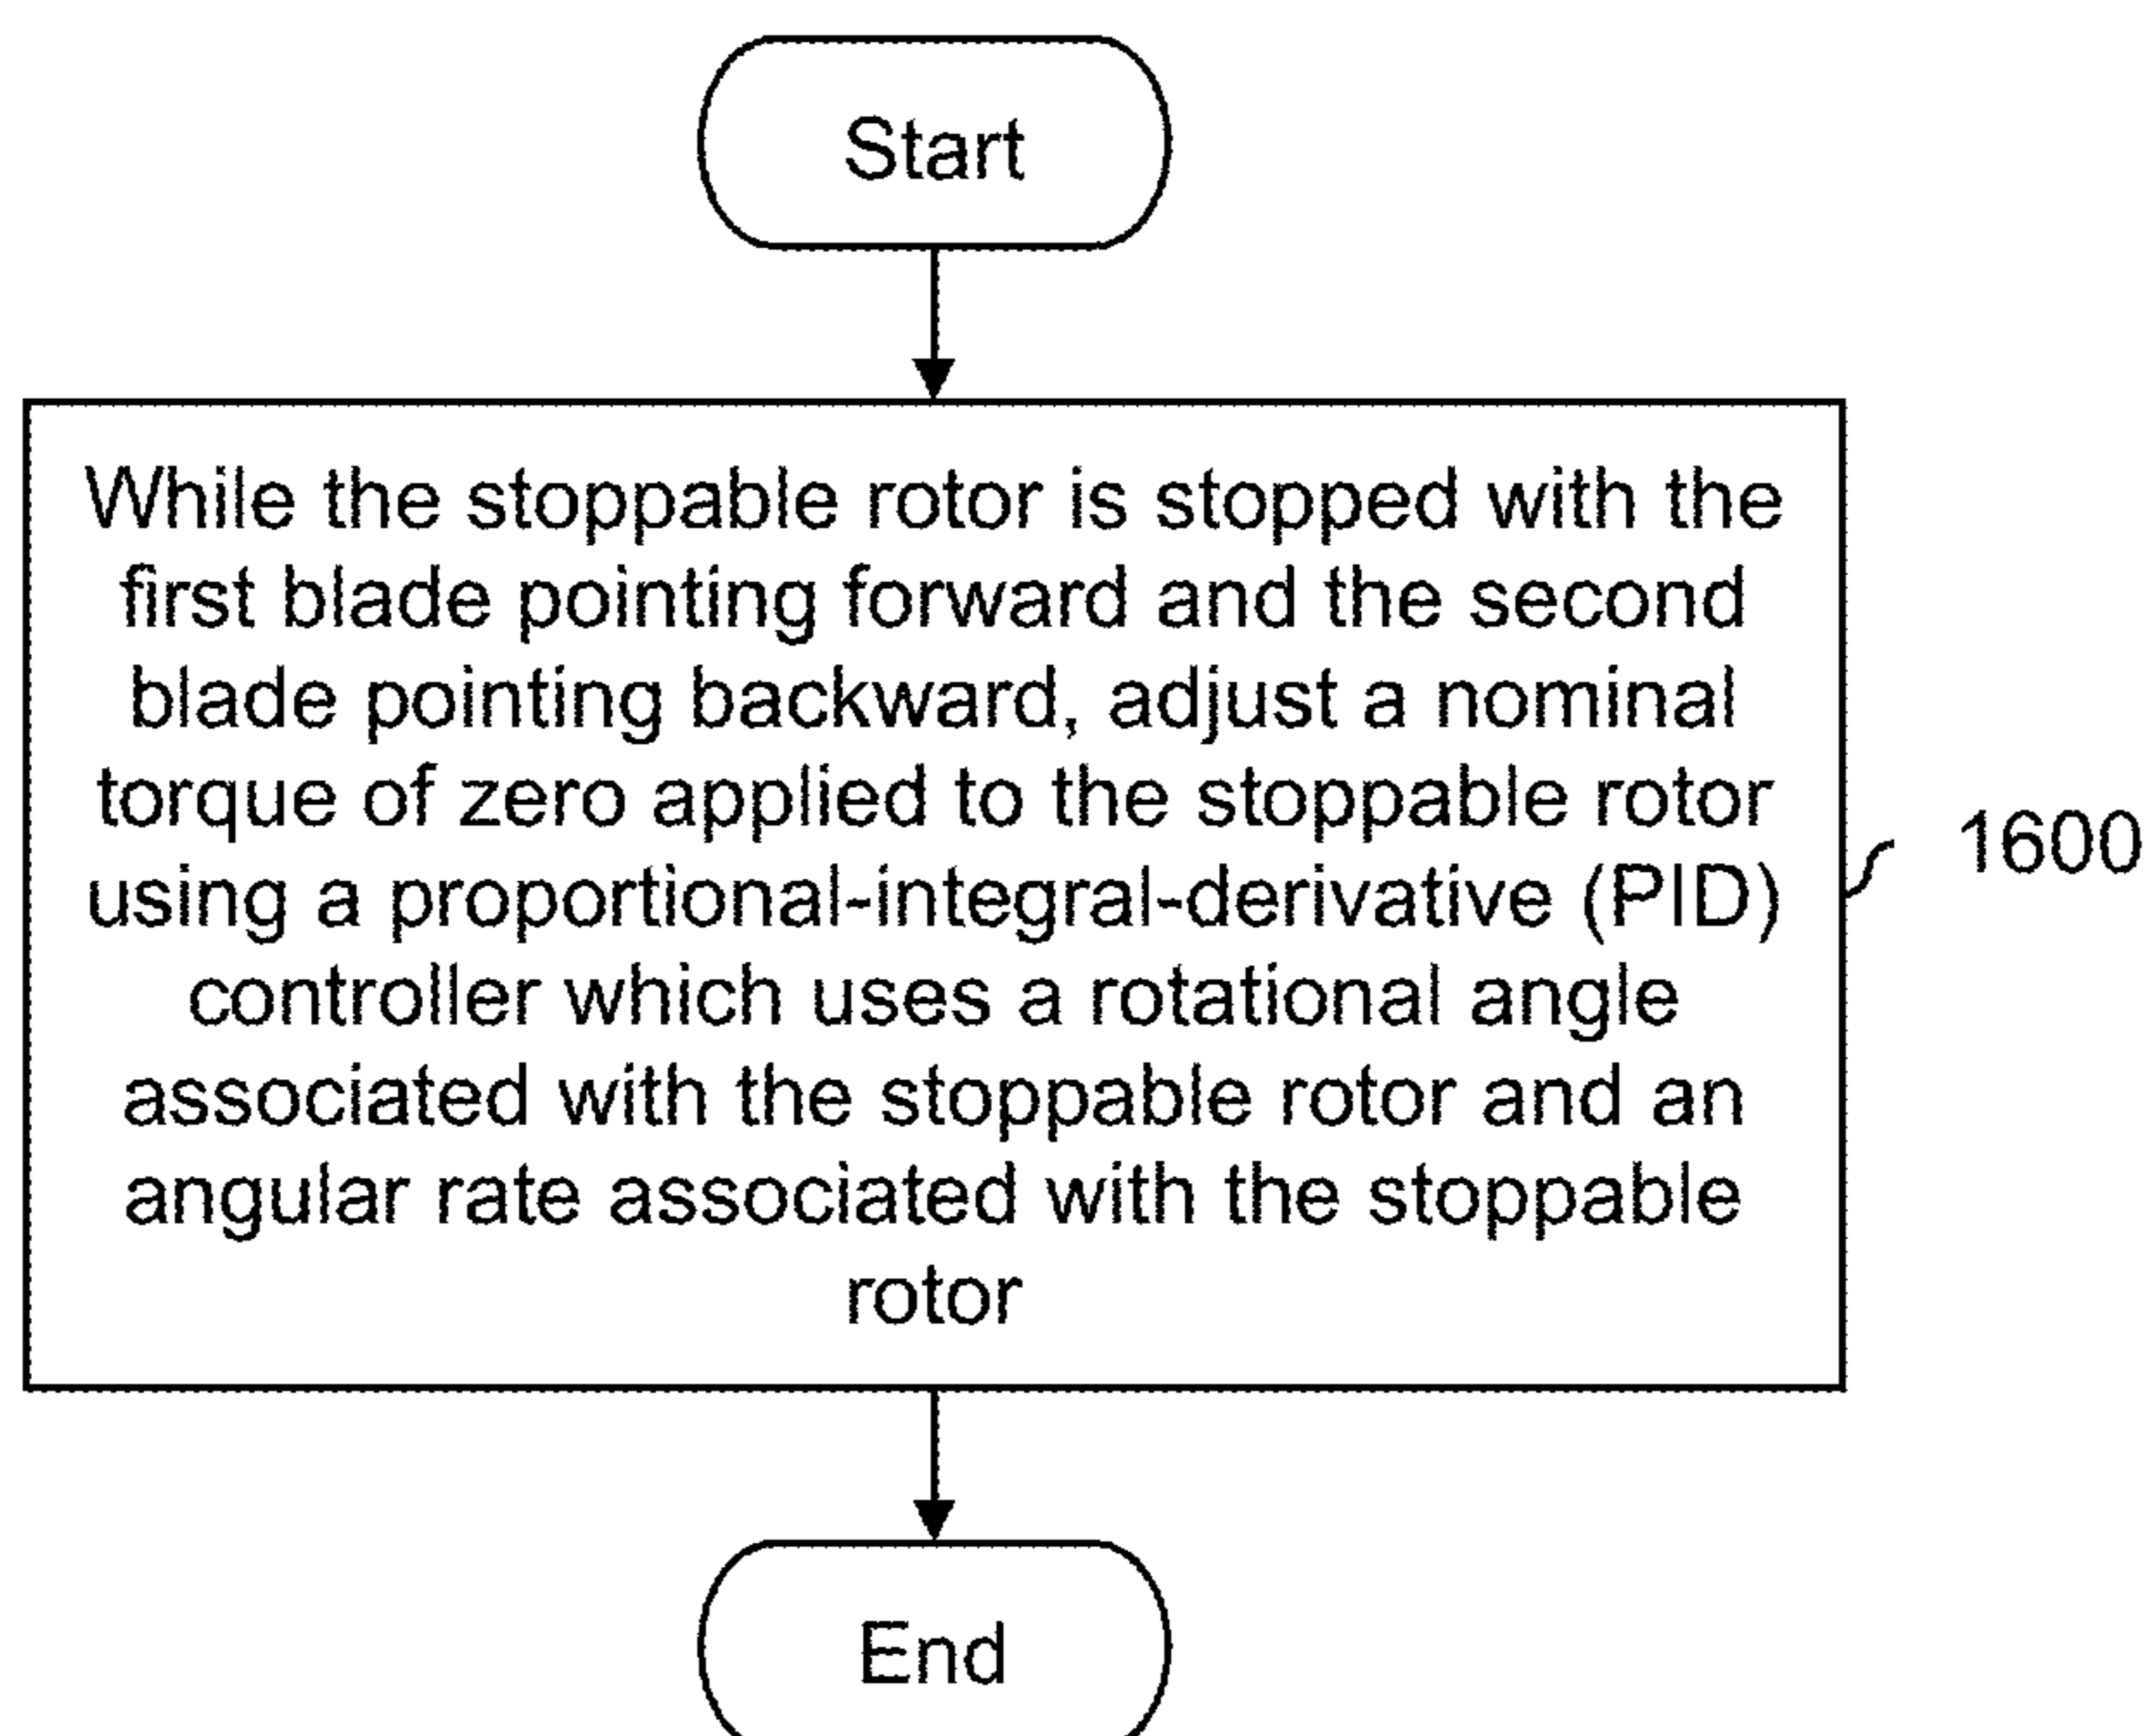 Start
While the stoppable rotor is stopped with the
first blade pointing forward and the second
blade pointing backward, adjust a nominal
torque of zero applied to the stoppable rotor
using a proportional-integral-derivative (PID)
controller which uses a rotational angle
associated with the stoppable rotor and an
angular rate associated with the stoppable
rotor
1600
End